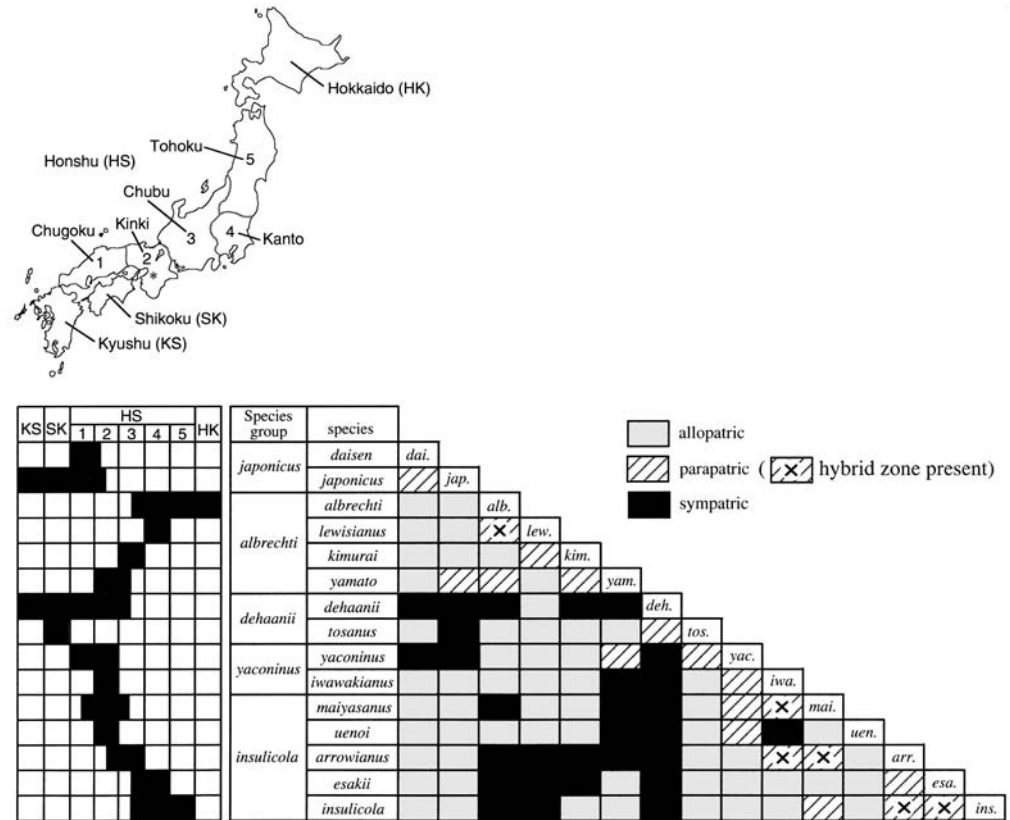 Hokkaido (HK)
Tohoku
5
Honshu (HS)
Chubu
Kinki
Chugoku
3
4
Kanto
2
1
*
Shikoku (SK)
Kyushu (KS)
KS SK HS HK
1 2 3 4 5
Species group species
allopatric
parapatric ( × hybrid zone present)
sympatric
japonicus daisen dai.
japonicus jap.
albrechti albrechti alb.
lewisianus × lew.
kimurai kim.
yamato yam.
dehaanii dehaanii deh.
tosanus tos.
yaconinus yaconinus yac.
iwawakianus iwa.
insulicola maiyasanus × mai.
uenoi uen.
arrowianus × × arr.
esakii esa.
insulicola × × ins.